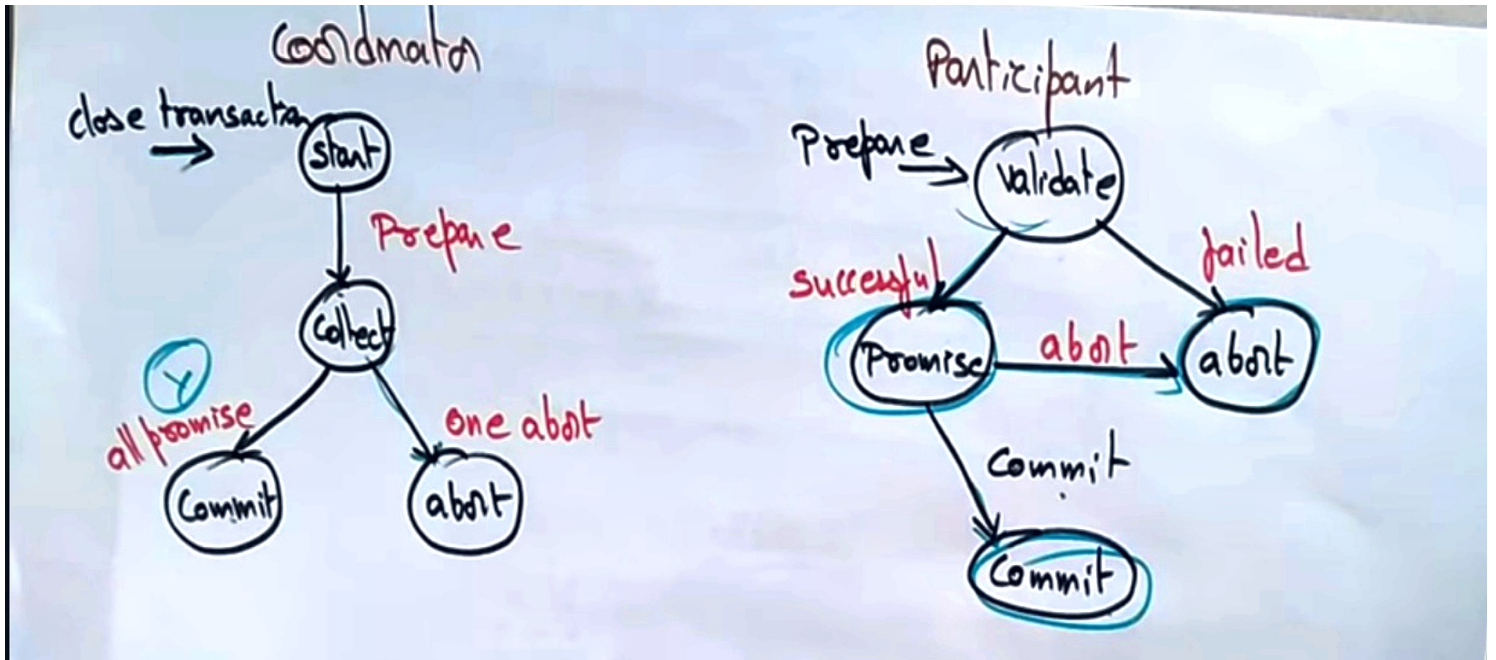 Coordinator
close transaction
start
Prepare
Collect
Y
all promise
one abort
Commit
abort
Participant
Prepare
Validate
successful
failed
Promise
abort
abort
Commit
Commit